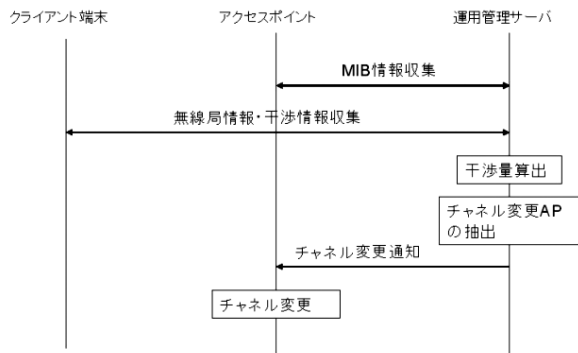 クライアント端末
アクセスポイント
運用管理サーバ
MIB情報収集
無線局情報・干渉情報収集
干渉量算出
チャネル変更AP
の抽出
チャネル変更通知
チャネル変更